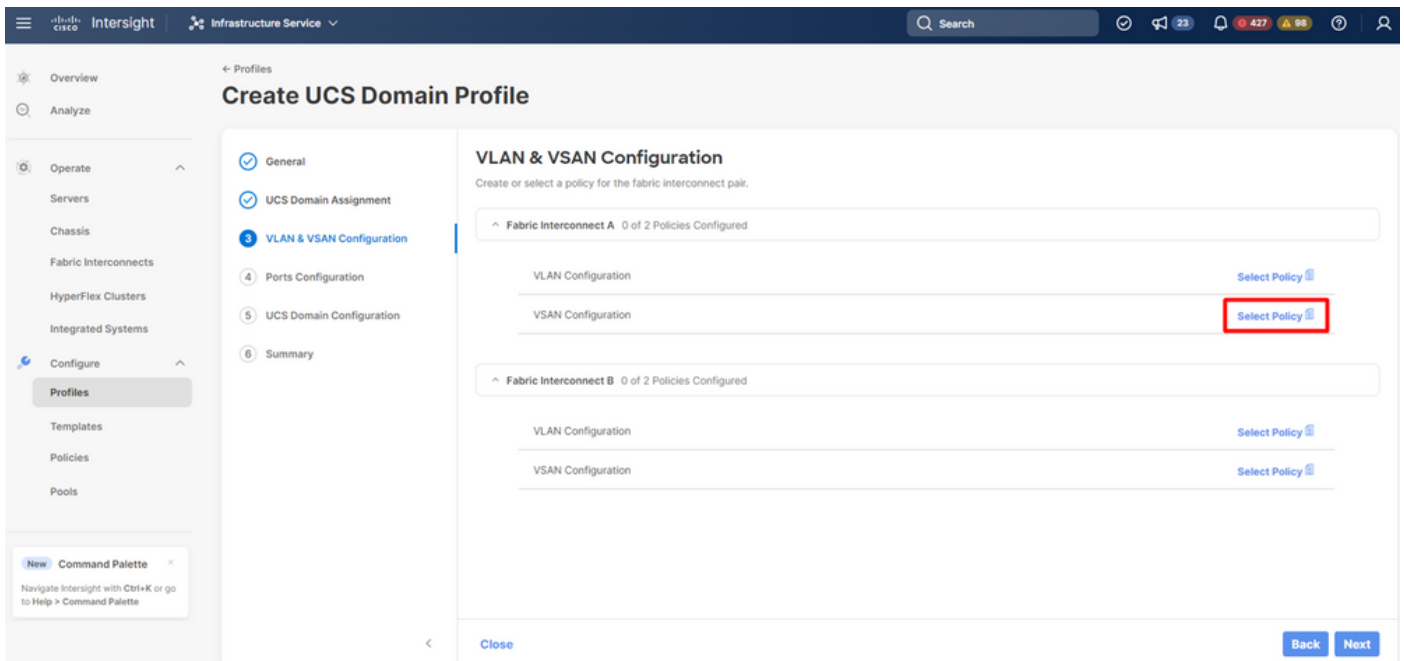 cisco Intersight
Infrastructure Service
Search
23
427
98
Overview
Analyze
Operate
Servers
Chassis
Fabric Interconnects
HyperFlex Clusters
Integrated Systems
Configure
Profiles
Templates
Policies
Pools
New Command Palette ×
Navigate Intersight with Ctrl+K or go
to Help > Command Palette
← Profiles
Create UCS Domain Profile
General
UCS Domain Assignment
3 VLAN & VSAN Configuration
4 Ports Configuration
5 UCS Domain Configuration
6 Summary
VLAN & VSAN Configuration
Create or select a policy for the fabric interconnect pair.
Fabric Interconnect A 0 of 2 Policies Configured
VLAN Configuration Select Policy
VSAN Configuration Select Policy
Fabric Interconnect B 0 of 2 Policies Configured
VLAN Configuration Select Policy
VSAN Configuration Select Policy
< Close Back Next